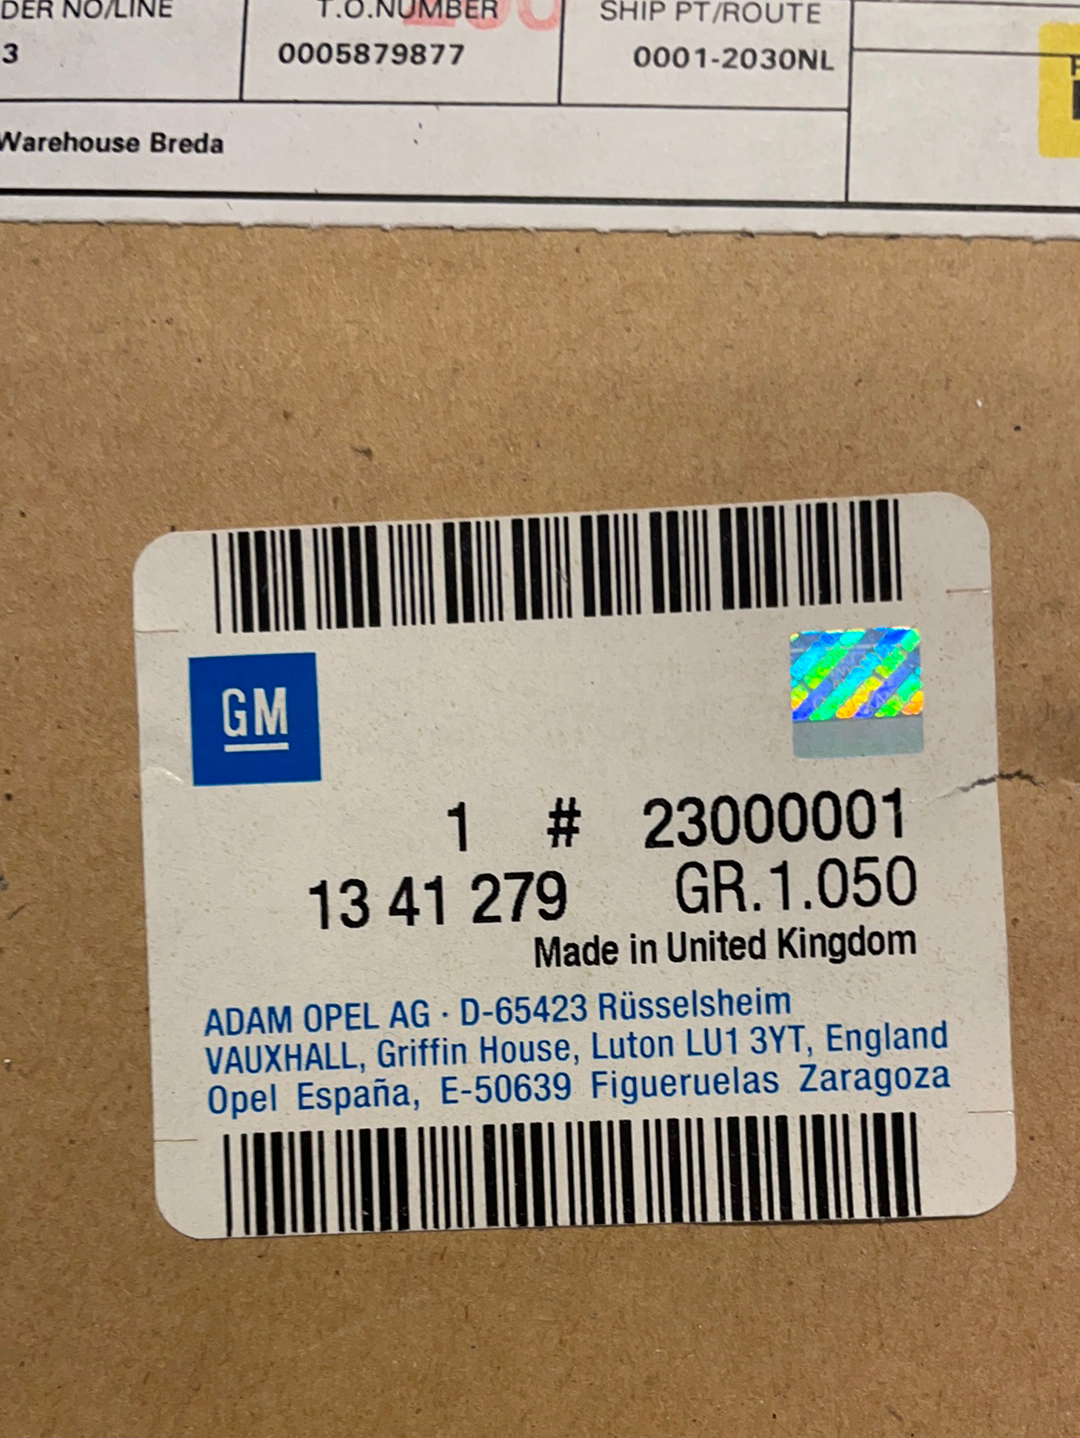 DER NO/LINE T.O.NUMBER SHIP PT/ROUTE
3 0005879877 0001-2030NL
Warehouse Breda
GM
1 # 23000001
13 41 279 GR.1.050
Made in United Kingdom
ADAM OPEL AG · D-65423 Rüsselsheim
VAUXHALL, Griffin House, Luton LU1 3YT, England
Opel España, E-50639 Figueruelas Zaragoza